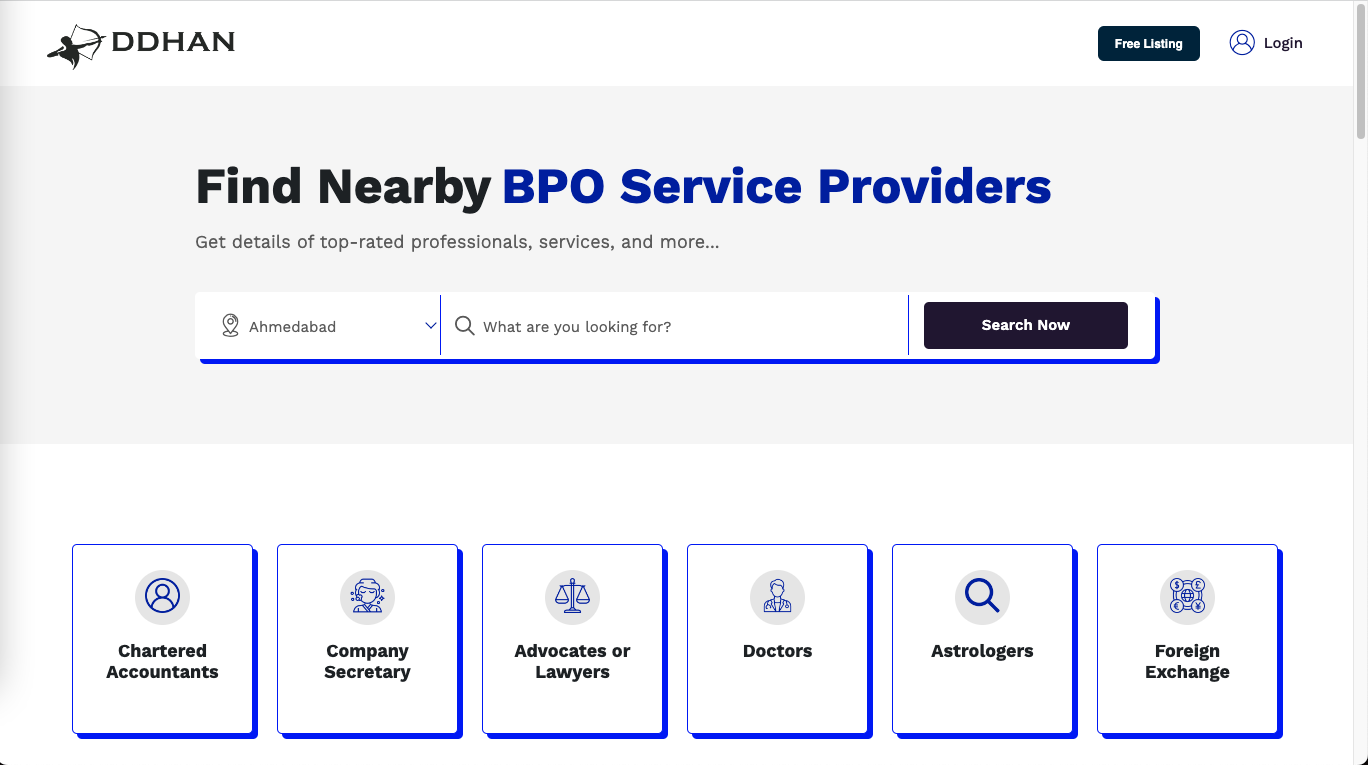 DDHAN
Free Listing
Login
Find Nearby BPO Service Providers
Get details of top-rated professionals, services, and more...
Ahmedabad
What are you looking for?
Search Now
Chartered
Accountants
Company
Secretary
Advocates or
Lawyers
Doctors
Astrologers
Foreign
Exchange